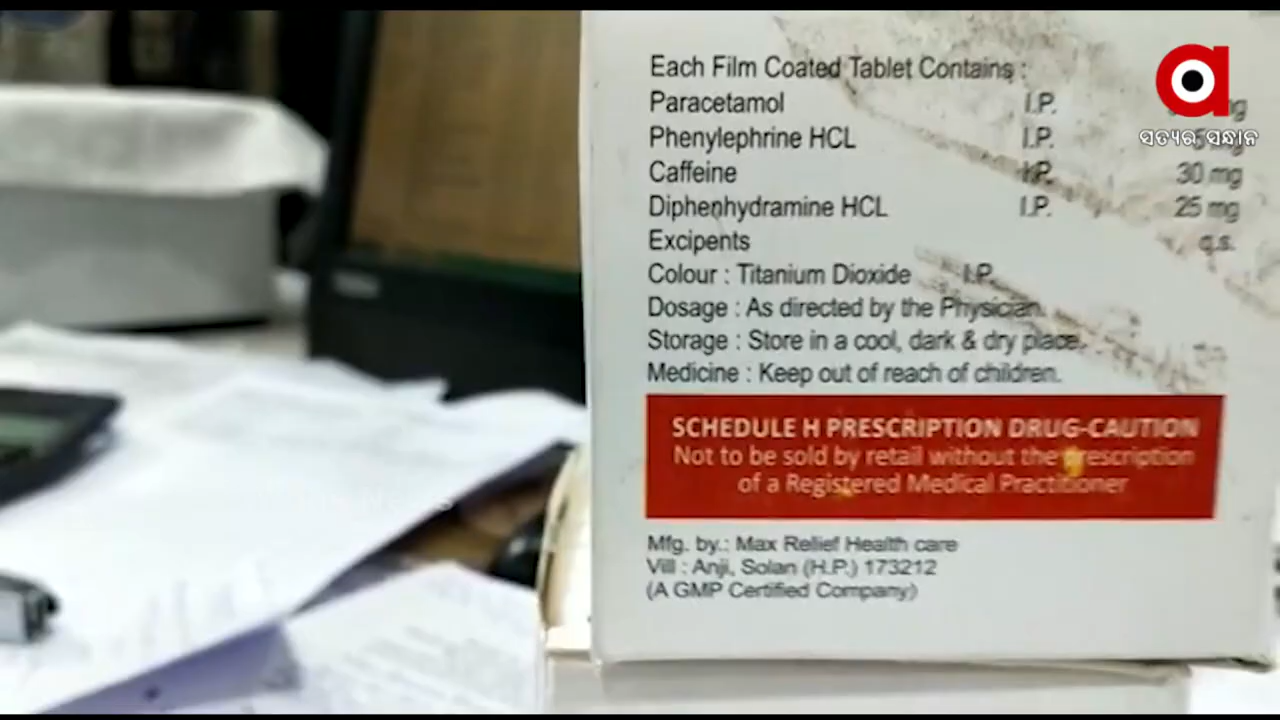 Each Film Coated Tablet Contains :
Paracetamol I.P. mg
Phenylephrine HCL I.P. mg
Caffeine I.P. 30 mg
Diphenhydramine HCL I.P. 25 mg
Excipents q.s.
Colour : Titanium Dioxide I.P.
Dosage : As directed by the Physician.
Storage : Store in a cool, dark & dry place.
Medicine : Keep out of reach of children.
SCHEDULE H PRESCRIPTION DRUG-CAUTION
Not to be sold by retail without the prescription
of a Registered Medical Practitioner
Mfg. by.: Max Relief Health care
Vill : Anji, Solan (H.P.) 173212
(A GMP Certified Company)
a
ସତ୍ୟର ସନ୍ଧାନ